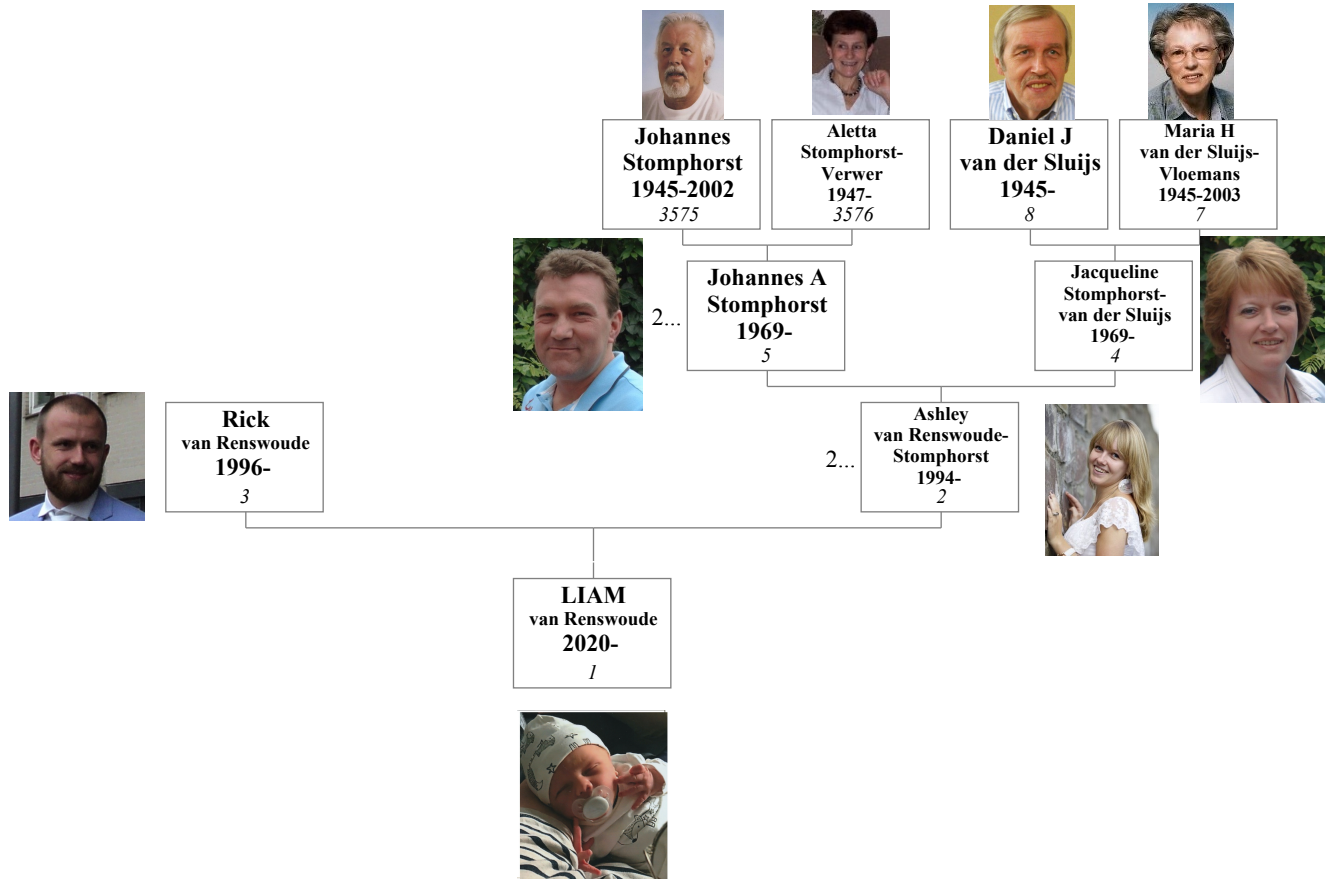 Johannes
Stomphorst
1945-2002
3575
Aletta
Stomphorst-
Verwer
1947-
3576
Daniel J
van der Sluijs
1945-
8
Maria H
van der Sluijs-
Vloemans
1945-2003
7
2...
Johannes A
Stomphorst
1969-
5
Jacqueline
Stomphorst-
van der Sluijs
1969-
4
Rick
van Renswoude
1996-
3
2...
Ashley
van Renswoude-
Stomphorst
1994-
2
LIAM
van Renswoude
2020-
1